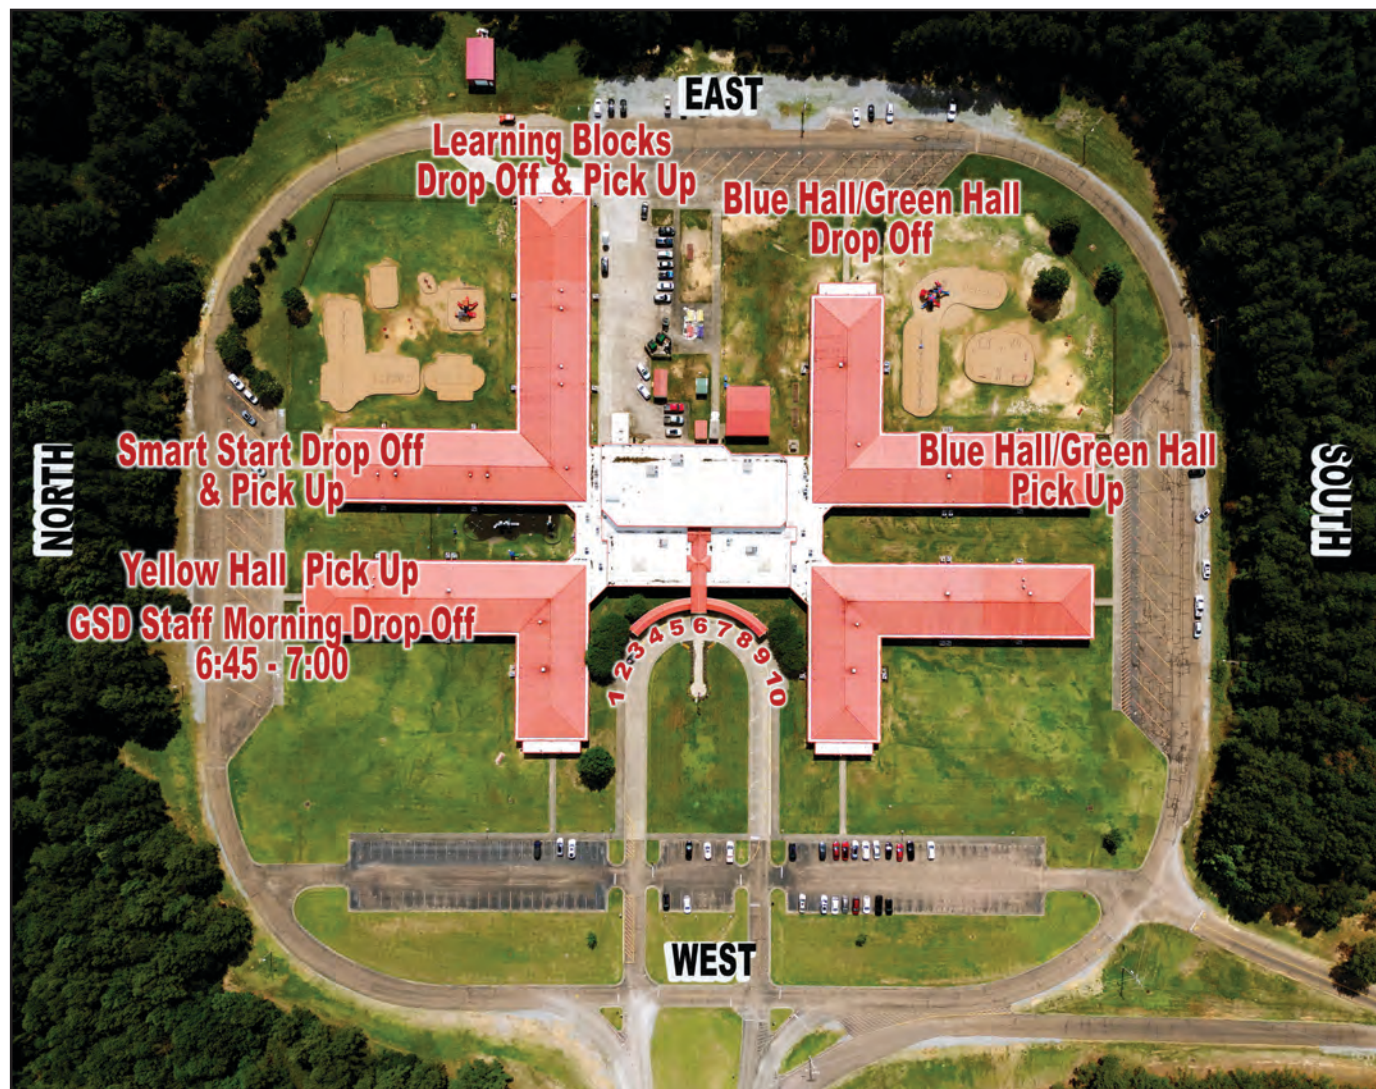 EAST
Learning Blocks
Drop Off & Pick Up
Blue Hall/Green Hall
Drop Off
NORTH
Smart Start Drop Off
& Pick Up
Blue Hall/Green Hall
Pick Up
SOUTH
Yellow Hall Pick Up
GSD Staff Morning Drop Off
6:45 - 7:00
1 2 3 4 5 6 7 8 9 10
WEST